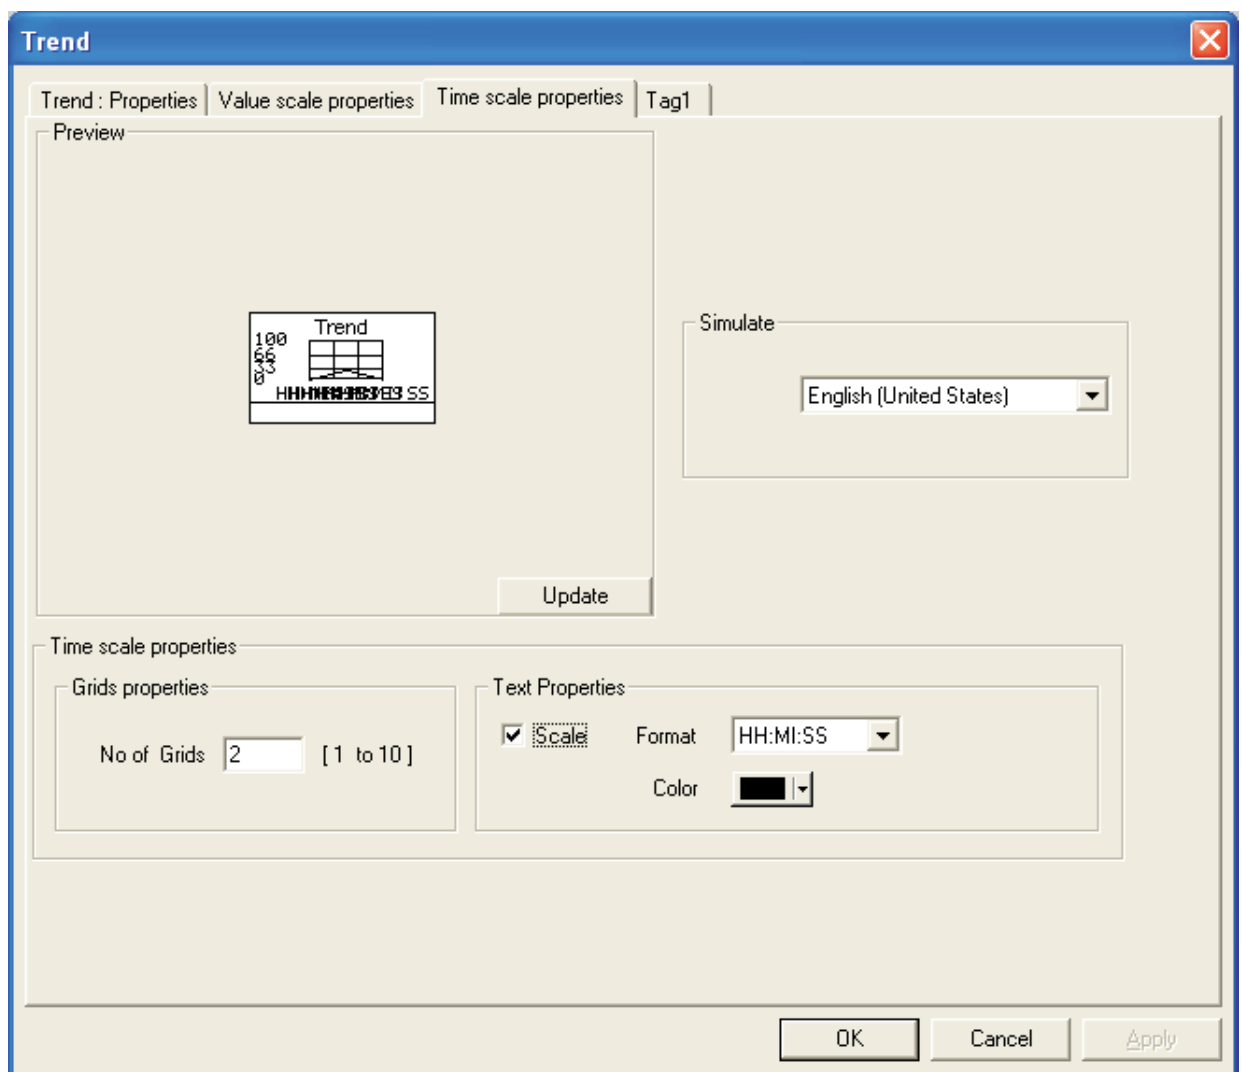 Trend
Trend : Properties Value scale properties Time scale properties Tag1
Preview
Trend
100
66
33
0
SS
Simulate
English (United States)
Update
Time scale properties
Grids properties
No of Grids 2 [ 1 to 10 ]
Text Properties
Scale Format HH:MI:SS
Color
OK Cancel Apply